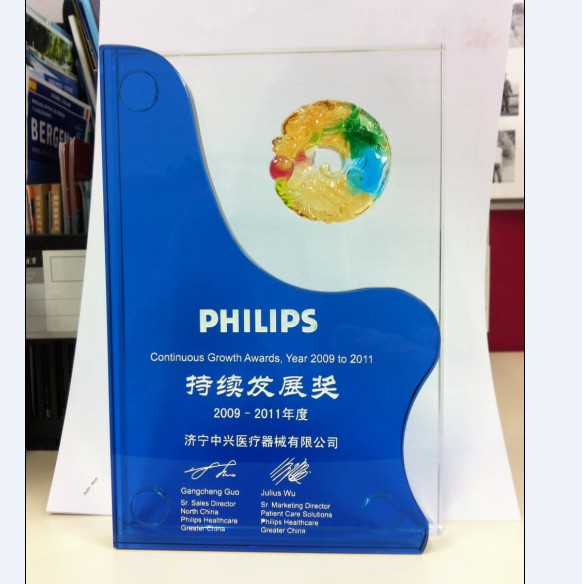 BERGEN
PHILIPS
Continuous Growth Awards, Year 2009 to 2011
持续发展奖
2009 - 2011年度
济宁中兴医疗器械有限公司
Gangcheng Guo
Sr. Sales Director
North China
Philips Healthcare
Greater China
Julius Wu
Sr. Marketing Director
Patient Care Solutions
Philips Healthcare
Greater China